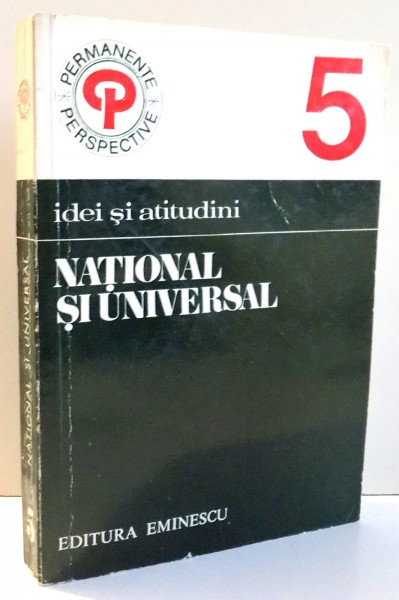 PERMANENTE
PERSPECTIVE
5
idei și atitudini
NAȚIONAL
ȘI UNIVERSAL
EDITURA EMINESCU
NAȚIONAL ȘI UNIVERSAL
5